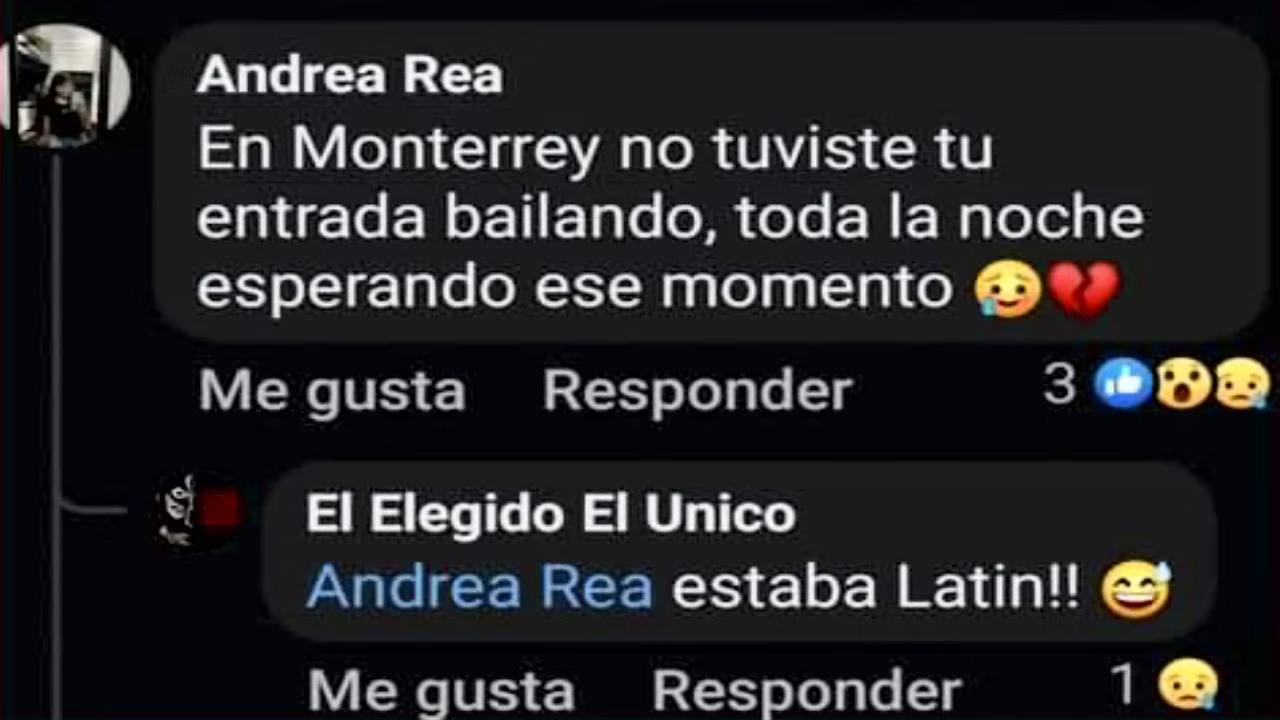 Andrea Rea
En Monterrey no tuviste tu
entrada bailando, toda la noche
esperando ese momento 🥲💔
Me gusta Responder 3 👍😮😢
El Elegido El Unico
Andrea Rea estaba Latin!! 😅
Me gusta Responder 1 😢